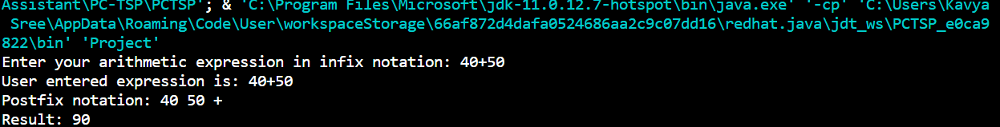 Assistant\PC-TSP\PCTSP'; & 'C:\Program Files\Microsoft\jdk-11.0.12.7-hotspot\bin\java.exe' '-cp' 'C:\Users\Kavya
Sree\AppData\Roaming\Code\User\workspaceStorage\66af872d4dafa0524686aa2c9c07dd16\redhat.java\jdt_ws\PCTSP_e0ca9
822\bin' 'Project'
Enter your arithmetic expression in infix notation: 40+50
User entered expression is: 40+50
Postfix notation: 40 50 +
Result: 90